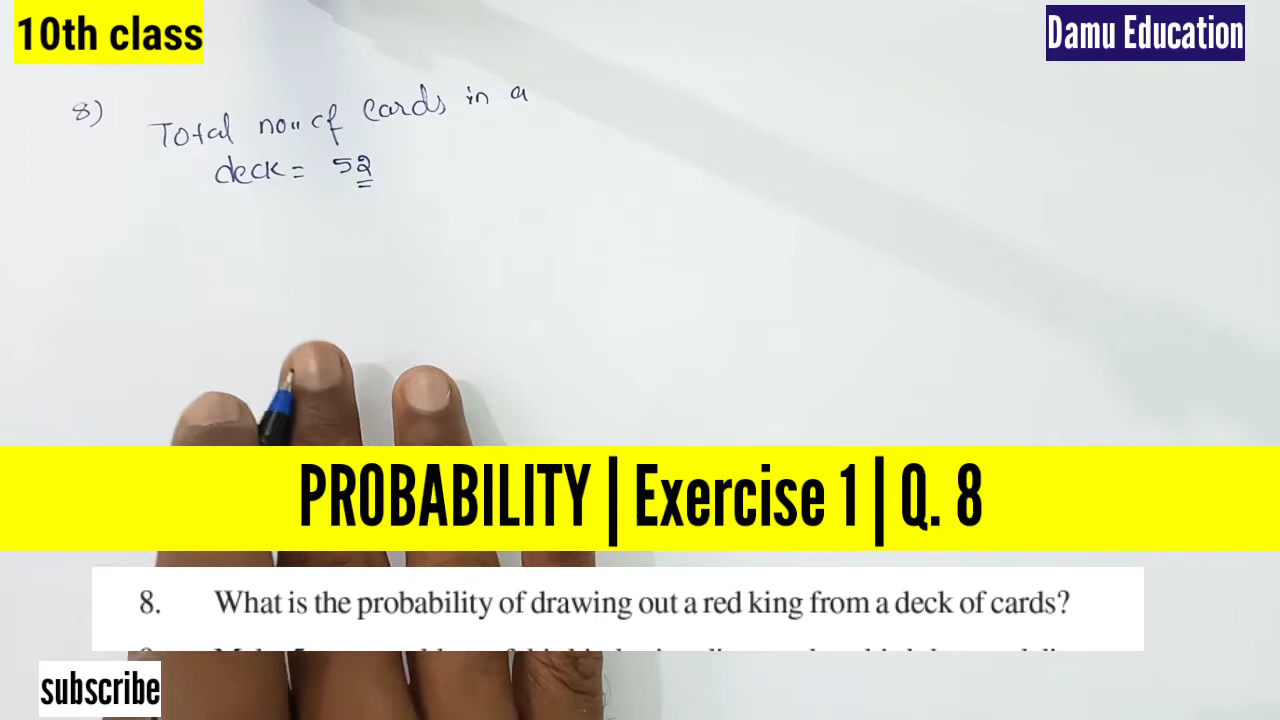 10th class
Damu Education
8)
Total no.. of cards in a
deck = 52
PROBABILITY | Exercise 1 | Q. 8
8. What is the probability of drawing out a red king from a deck of cards?
subscribe